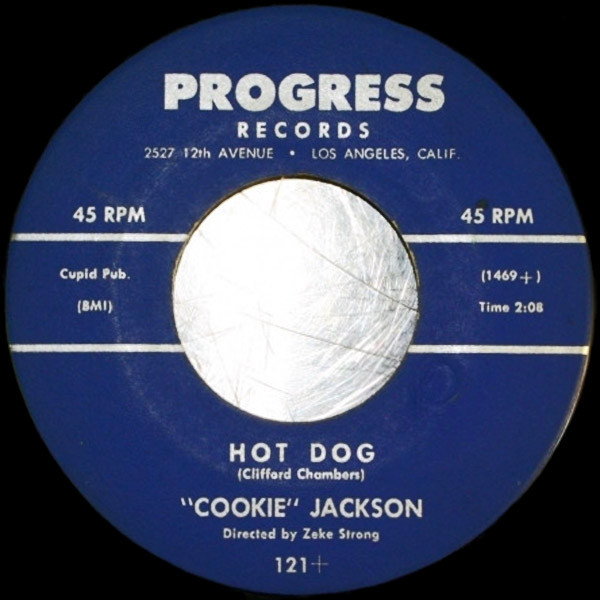 PROGRESS
RECORDS
2527 12th AVENUE • LOS ANGELES, CALIF.
45 RPM
45 RPM
Cupid Pub.
(BMI)
(1469+)
Time 2:08
HOT DOG
(Clifford Chambers)
"COOKIE" JACKSON
Directed by Zeke Strong
121+